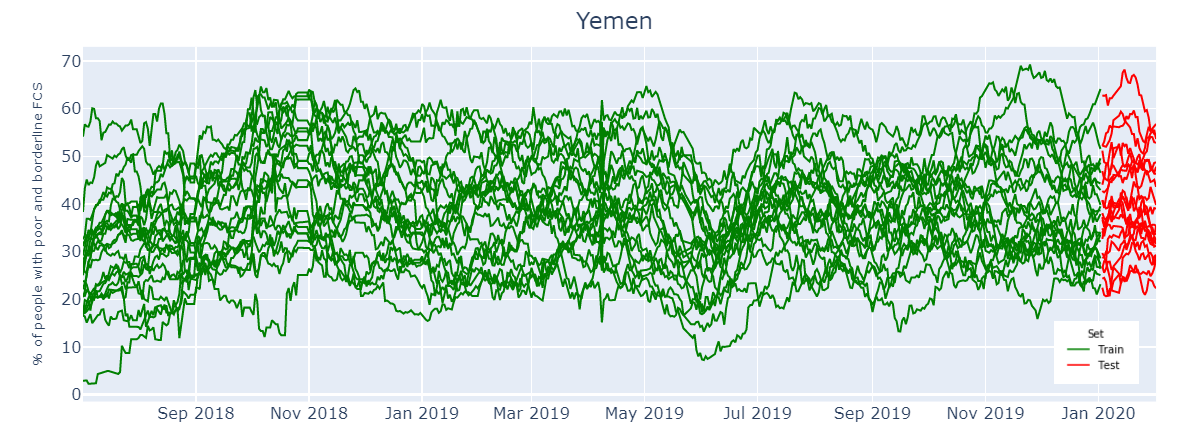 Yemen
% of people with poor and borderline FCS
70
60
50
40
30
20
10
0
Sep 2018
Nov 2018
Jan 2019
Mar 2019
May 2019
Jul 2019
Sep 2019
Nov 2019
Jan 2020
Set
Train
Test